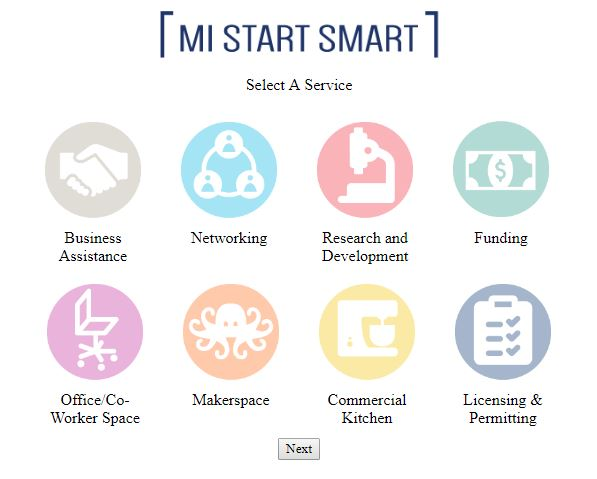 MI START SMART
Select A Service
Business
Assistance
Networking
Research and
Development
$
Funding
Office/Co-
Worker Space
Makerspace
Commercial
Kitchen
Licensing &
Permitting
Next